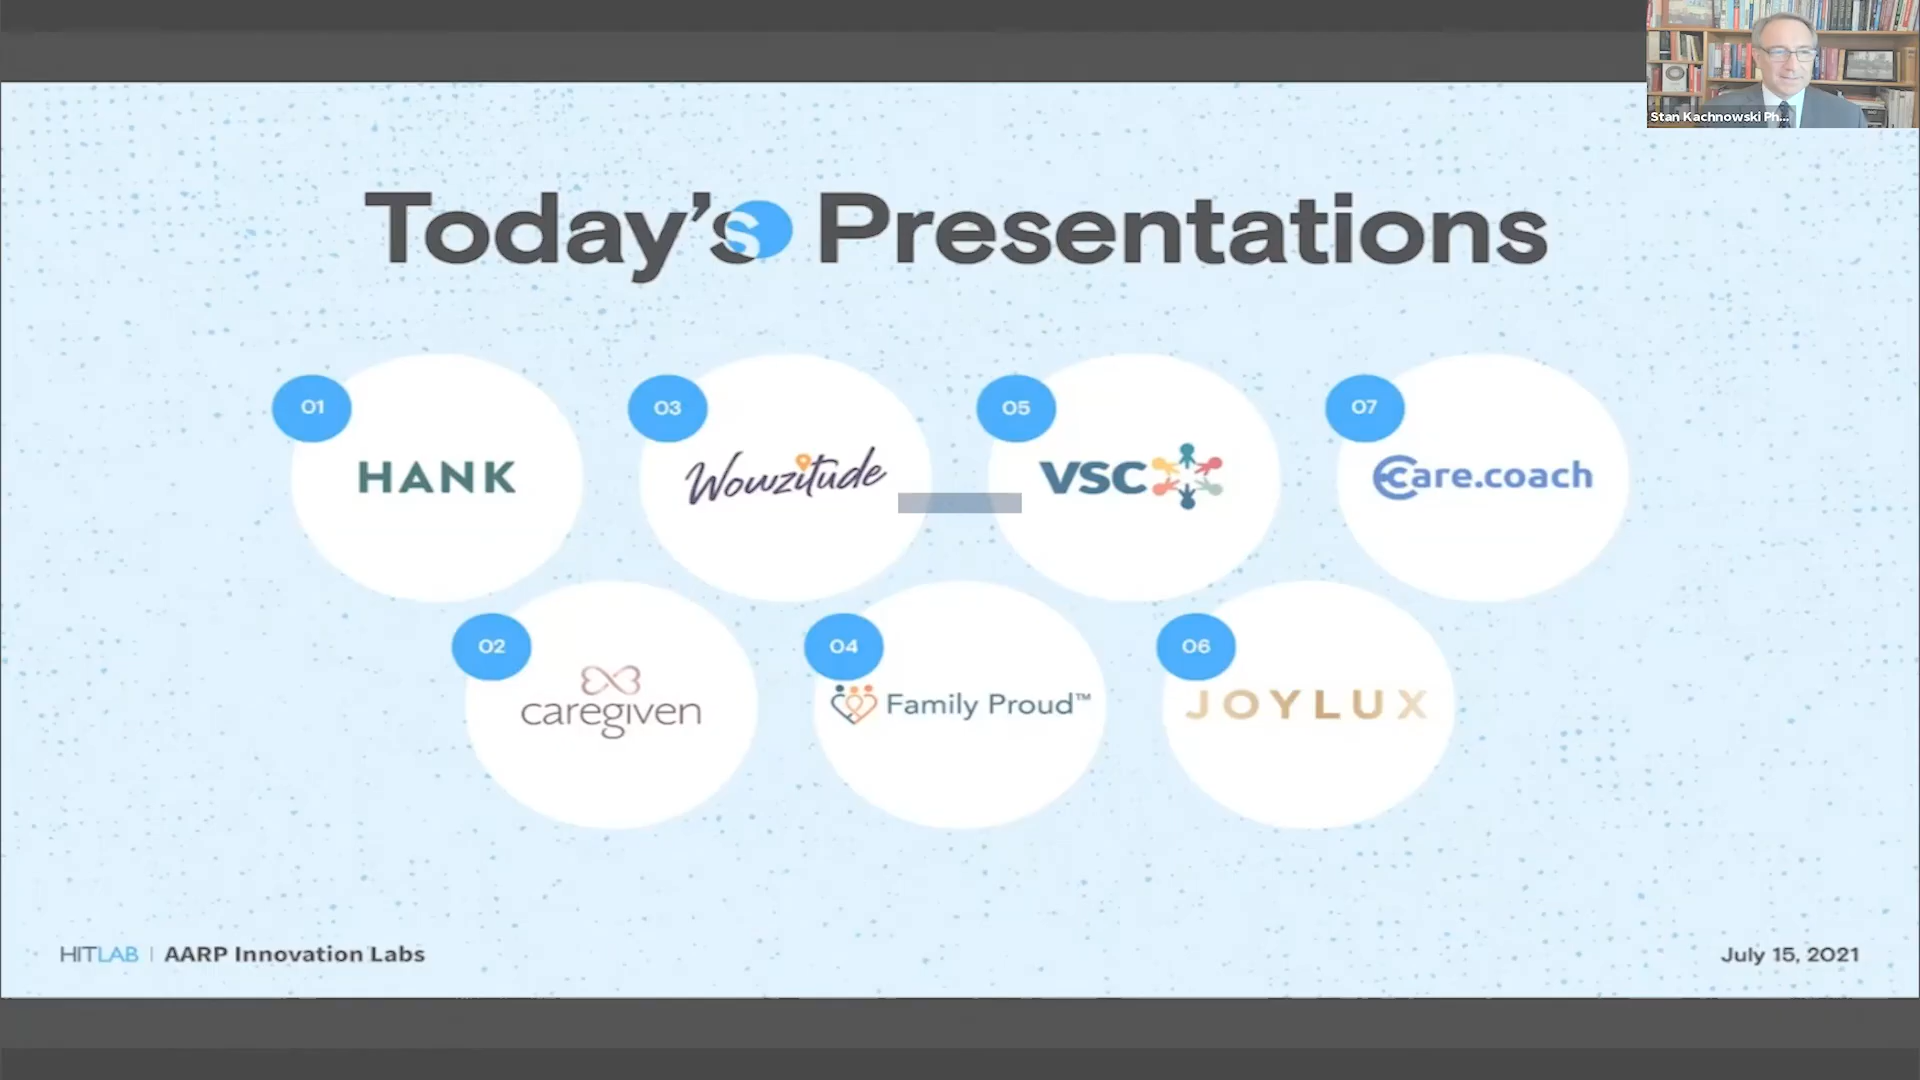 Stan Kachnowski Ph...
Today's Presentations
01
HANK
03
Wowzitude
05
VSC
07
care.coach
02
caregiven
04
Family Proud™
06
JOYLUX
HITLAB | AARP Innovation Labs
July 15, 2021